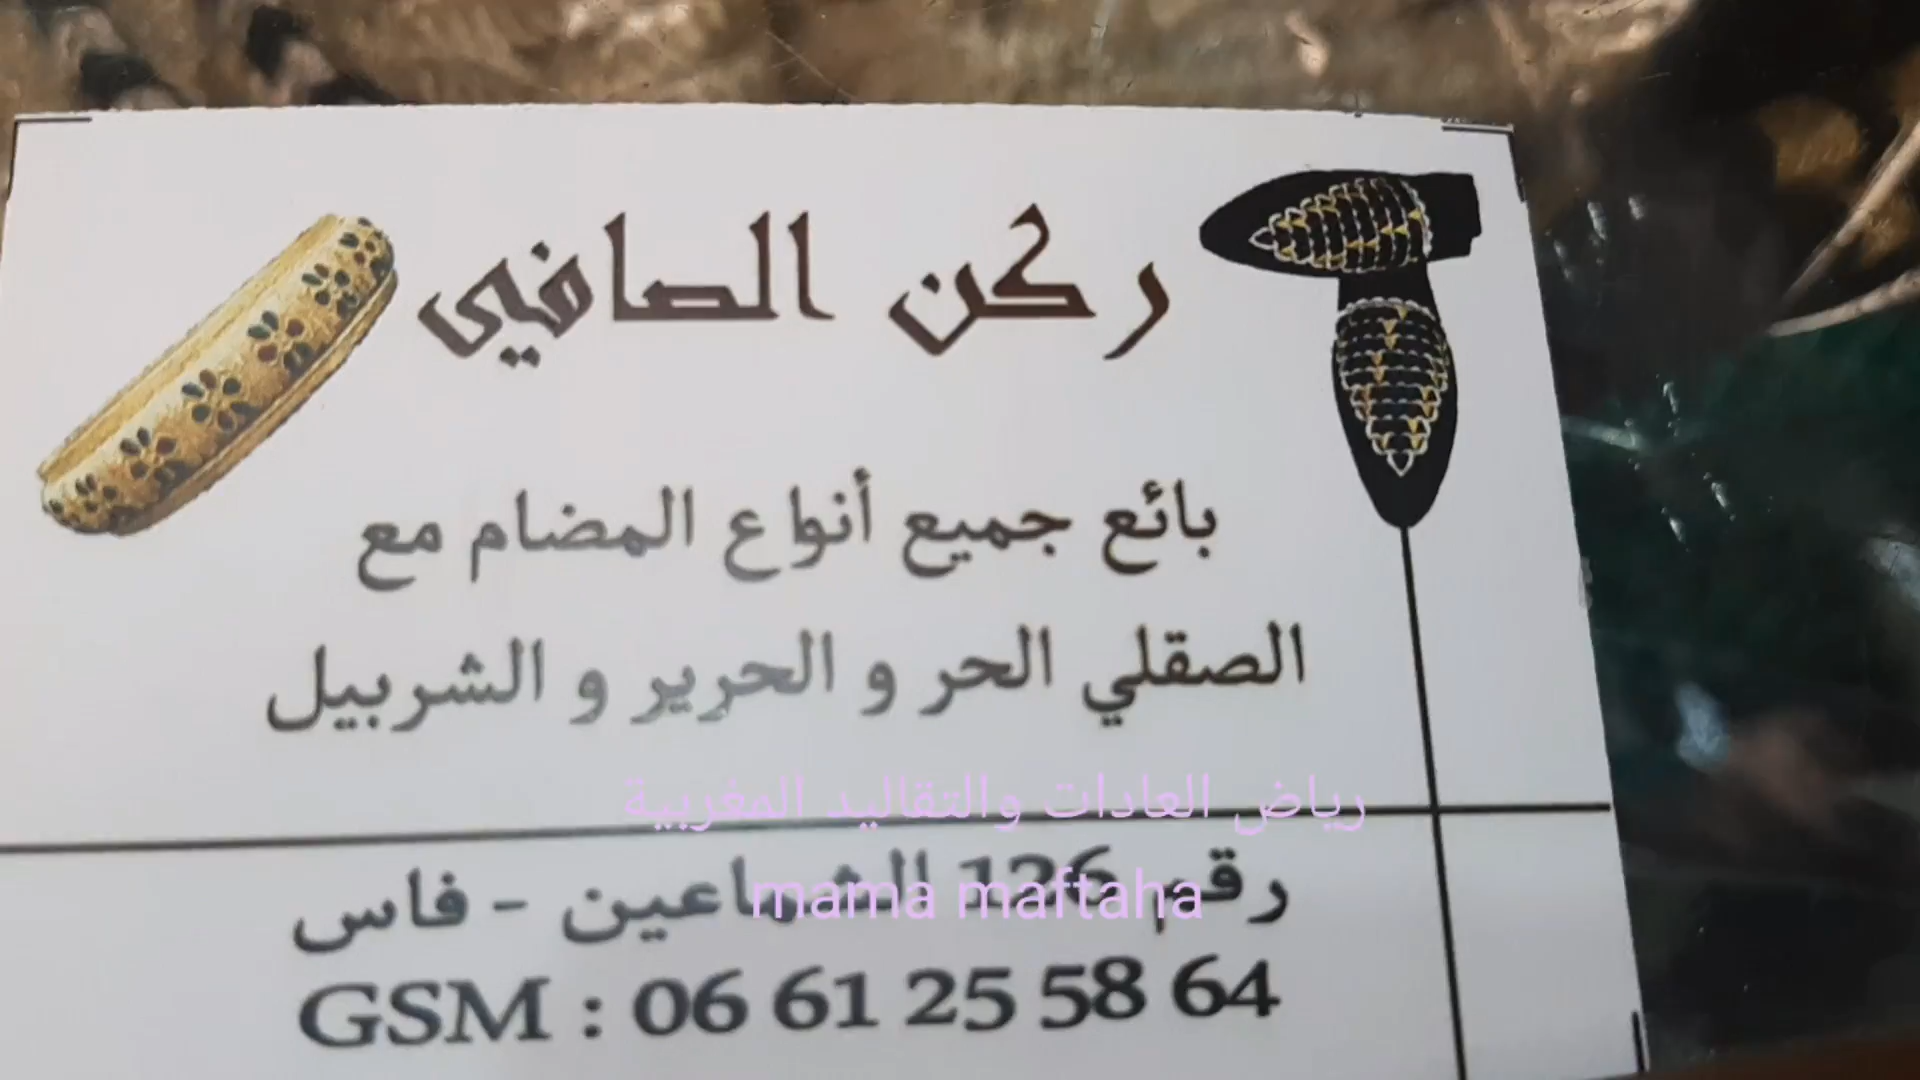 ركن الصافي
بائع جميع أنواع المضام مع
الصقلي الحر و الحرير و الشربيل
رياض العادات والتقاليد المغربية
رقم 126 الشماعين - فاس
mama maftaha
GSM : 06 61 25 58 64